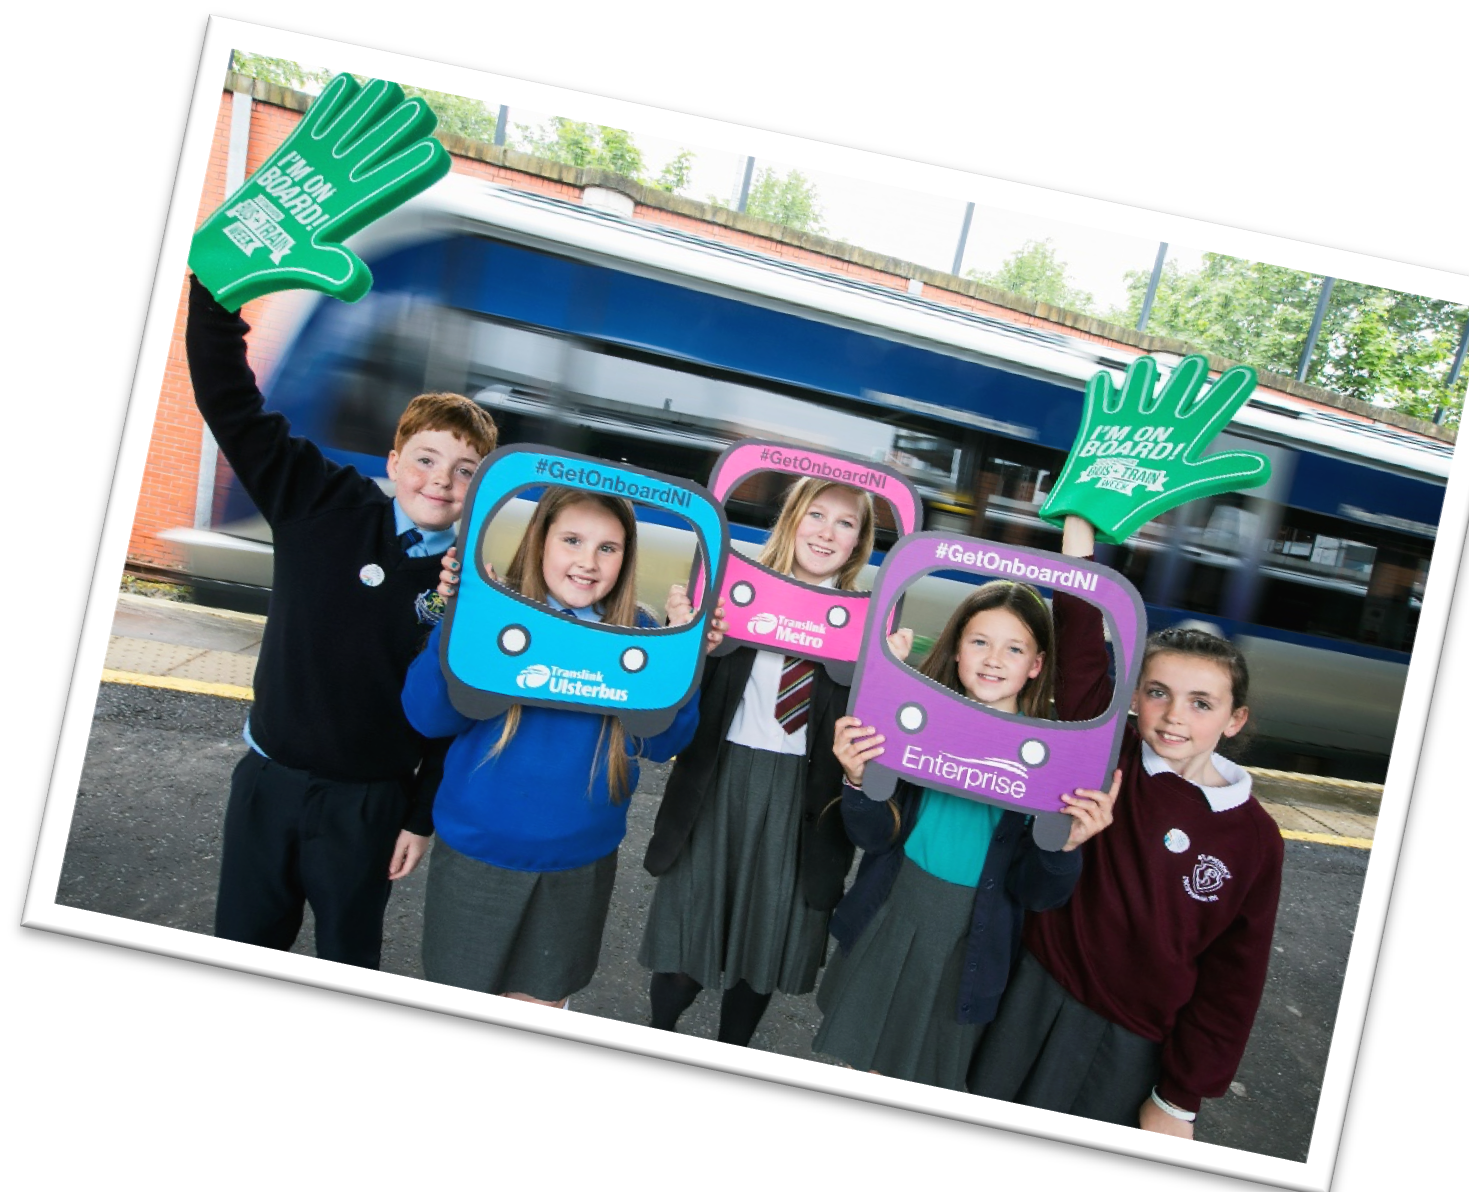 I'M ON
BOARD!
BUS + TRAIN
WEEK
#GetOnboardNI
Translink
Ulsterbus
#GetOnboardNI
Translink
Metro
#GetOnboardNI
Enterprise
I'M ON
BOARD!
BUS + TRAIN
WEEK